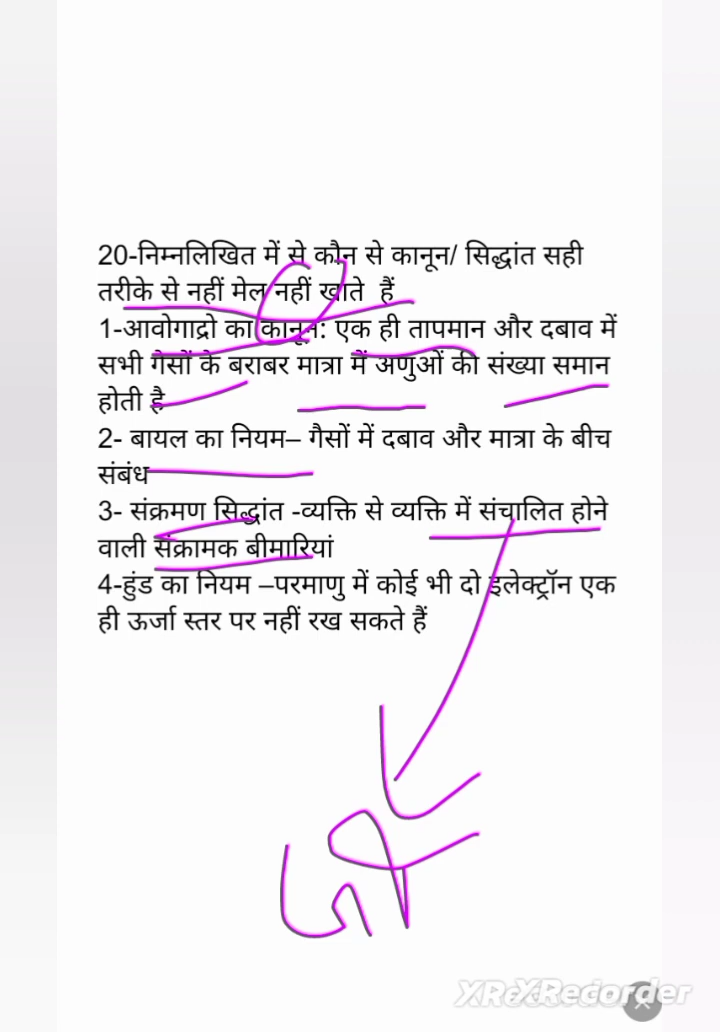 20-निम्नलिखित में से कौन से कानून/ सिद्धांत सही
तरीके से नहीं मेल नहीं खाते हैं
1-आवोगाद्रो का कानून: एक ही तापमान और दबाव में
सभी गैसों के बराबर मात्रा में अणुओं की संख्या समान
होती है
2- बायल का नियम– गैसों में दबाव और मात्रा के बीच
संबंध
3- संक्रमण सिद्धांत -व्यक्ति से व्यक्ति में संचालित होने
वाली संक्रामक बीमारियां
4-हुंड का नियम –परमाणु में कोई भी दो इलेक्ट्रॉन एक
ही ऊर्जा स्तर पर नहीं रख सकते हैं
XRecorder